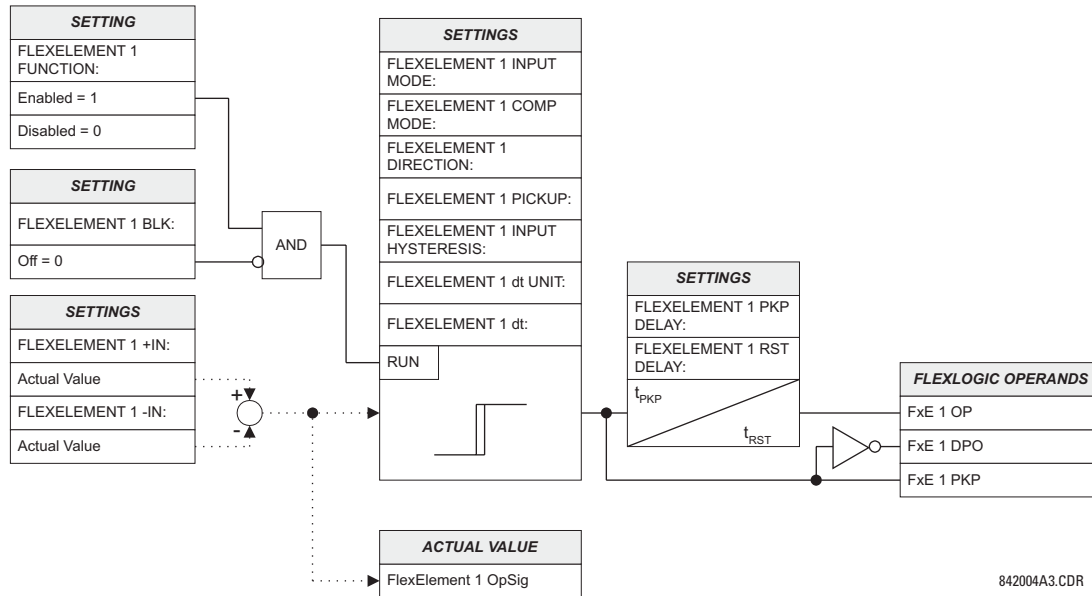 SETTING
FLEXELEMENT 1
FUNCTION:
Enabled = 1
Disabled = 0
SETTING
FLEXELEMENT 1 BLK:
Off = 0
SETTINGS
FLEXELEMENT 1 +IN:
Actual Value
FLEXELEMENT 1 -IN:
Actual Value
AND
+
-
SETTINGS
FLEXELEMENT 1 INPUT
MODE:
FLEXELEMENT 1 COMP
MODE:
FLEXELEMENT 1
DIRECTION:
FLEXELEMENT 1 PICKUP:
FLEXELEMENT 1 INPUT
HYSTERESIS:
FLEXELEMENT 1 dt UNIT:
FLEXELEMENT 1 dt:
RUN
ACTUAL VALUE
FlexElement 1 OpSig
SETTINGS
FLEXELEMENT 1 PKP
DELAY:
FLEXELEMENT 1 RST
DELAY:
tPKP
tRST
FLEXLOGIC OPERANDS
FxE 1 OP
FxE 1 DPO
FxE 1 PKP
842004A3.CDR